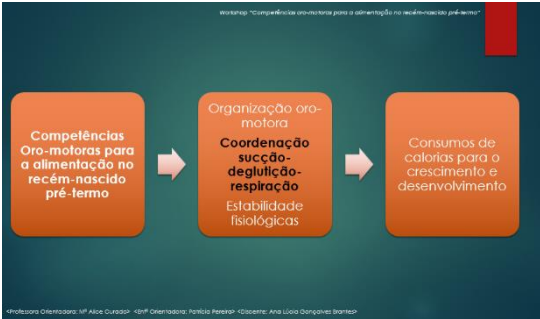 Workshop "Competências oro-motoras para a alimentação no recém-nascido pré-termo"
Competências
Oro-motoras para
a alimentação no
recém-nascido
pré-termo
Organização oro-
motora
Coordenação
sucção-
deglutição-
respiração
Estabilidade
fisiológicas
Consumos de
calorias para o
crescimento e
desenvolvimento
<Professora Orientadora: Mª Alice Curado> <Enfª Orientadora: Patrícia Pereira> <Discente: Ana Lúcia Gonçalves Brantes>